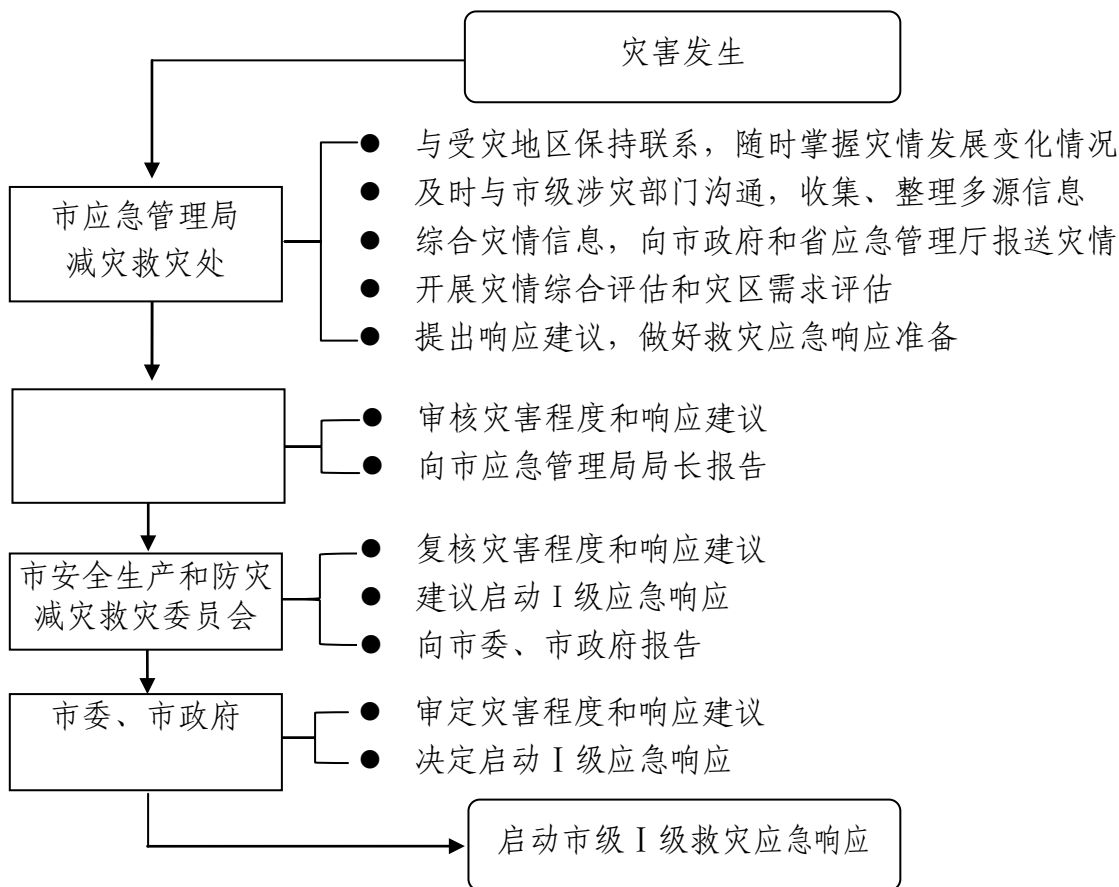 灾害发生
● 与受灾地区保持联系，随时掌握灾情发展变化情况
● 及时与市级涉灾部门沟通，收集、整理多源信息
市应急管理局
减灾救灾处
● 综合灾情信息，向市政府和省应急管理厅报送灾情
● 开展灾情综合评估和灾区需求评估
● 提出响应建议，做好救灾应急响应准备
● 审核灾害程度和响应建议
● 向市应急管理局局长报告
市安全生产和防灾
减灾救灾委员会
● 复核灾害程度和响应建议
● 建议启动Ⅰ级应急响应
● 向市委、市政府报告
市委、市政府
● 审定灾害程度和响应建议
● 决定启动Ⅰ级应急响应
启动市级Ⅰ级救灾应急响应